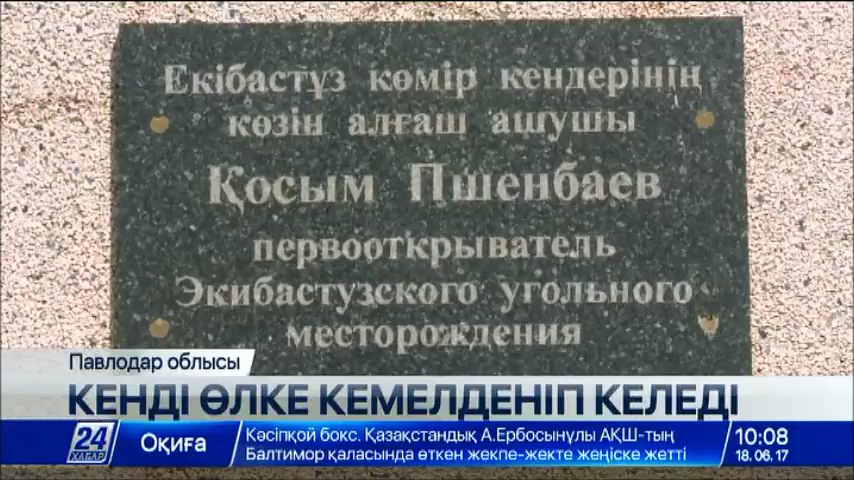 Екібастұз көмір кендерінің
көзін алғаш ашушы
Қосым Пшенбаев
первооткрыватель
Экибастузского угольного
месторождения
Павлодар облысы
КЕНДІ ӨЛКЕ КЕМЕЛДЕНІП КЕЛЕДІ
24 ХАБАР
Оқиға
Кәсіпқой бокс. Қазақстандық А.Ербосынұлы АҚШ-тың
Балтимор қаласында өткен жекпе-жекте жеңіске жетті
10:08
18.06.17